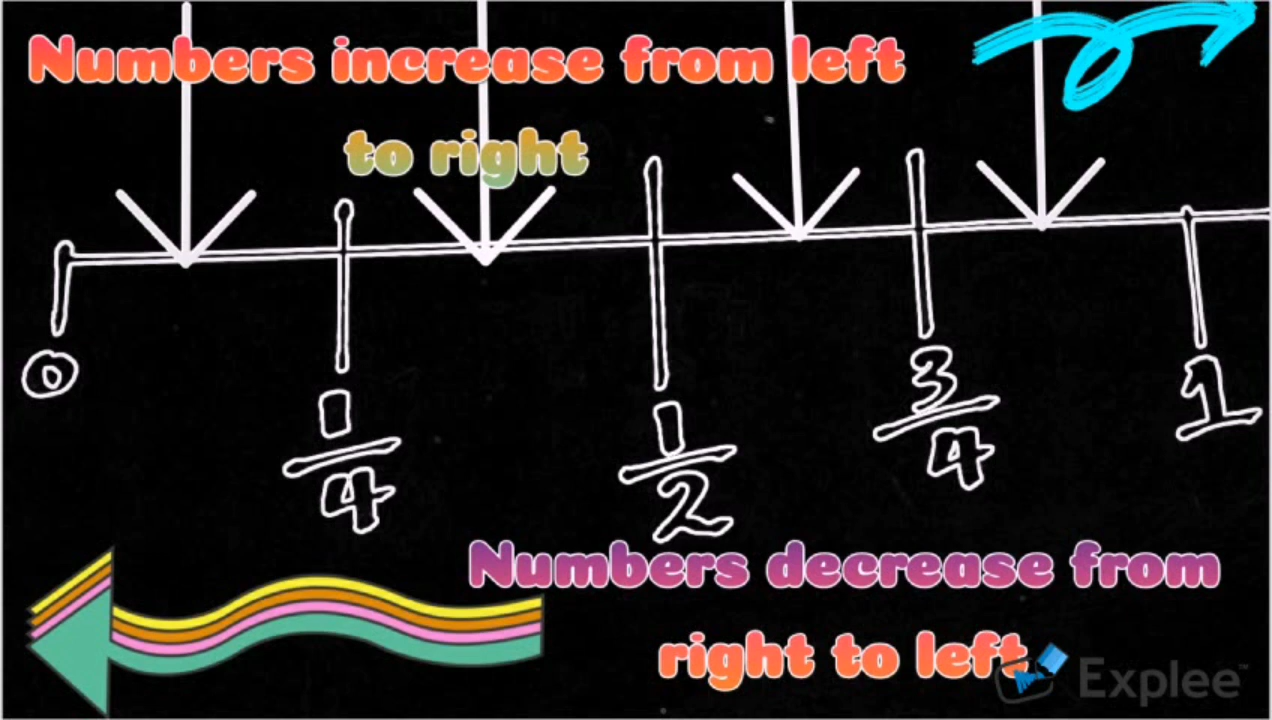 Numbers increase from left
to right
0
1/4
1/2
3/4
1
Numbers decrease from
right to left
Explee™